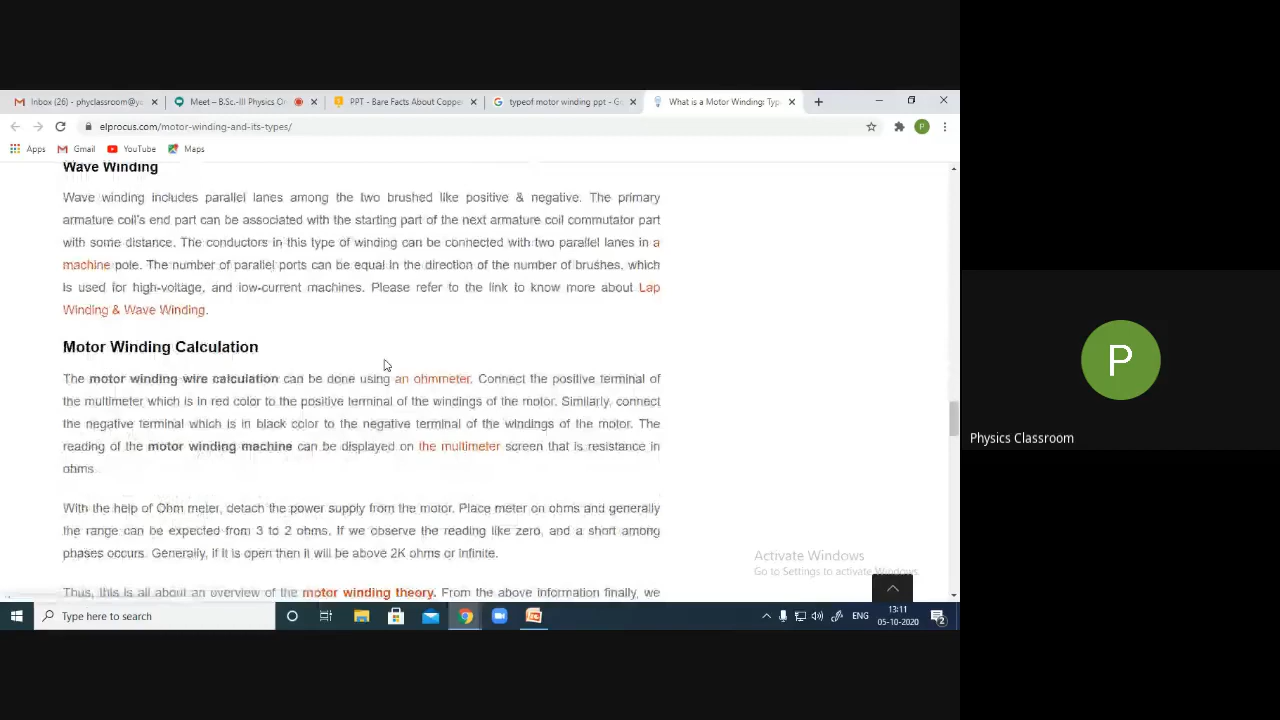 Inbox (26) - phyclassroom@y
Meet – B.Sc.-III Physics O
PPT - Bare Facts About Coppe
typeof motor winding ppt - G
What is a Motor Winding: Typ
elprocus.com/motor-winding-and-its-types/
Apps
Gmail
YouTube
Maps
Wave Winding
Wave winding includes parallel lanes among the two brushed like positive & negative. The primary
armature coil's end part can be associated with the starting part of the next armature coil commutator part
with some distance. The conductors in this type of winding can be connected with two parallel lanes in a
machine pole. The number of parallel ports can be equal in the direction of the number of brushes, which
is used for high-voltage, and low-current machines. Please refer to the link to know more about Lap
Winding & Wave Winding.
Motor Winding Calculation
The motor winding wire calculation can be done using an ohmmeter. Connect the positive terminal of
the multimeter which is in red color to the positive terminal of the windings of the motor. Similarly, connect
the negative terminal which is in black color to the negative terminal of the windings of the motor. The
reading of the motor winding machine can be displayed on the multimeter screen that is resistance in
ohms.
With the help of Ohm meter, detach the power supply from the motor. Place meter on ohms and generally
the range can be expected from 3 to 2 ohms. If we observe the reading like zero, and a short among
phases occurs. Generally, if it is open then it will be above 2K ohms or infinite.
Thus, this is all about an overview of the motor winding theory. From the above information finally, we
Activate Windows
Go to Settings to activate Windows
Type here to search
ENG
13:11
05-10-2020
2
P
P
Physics Classroom